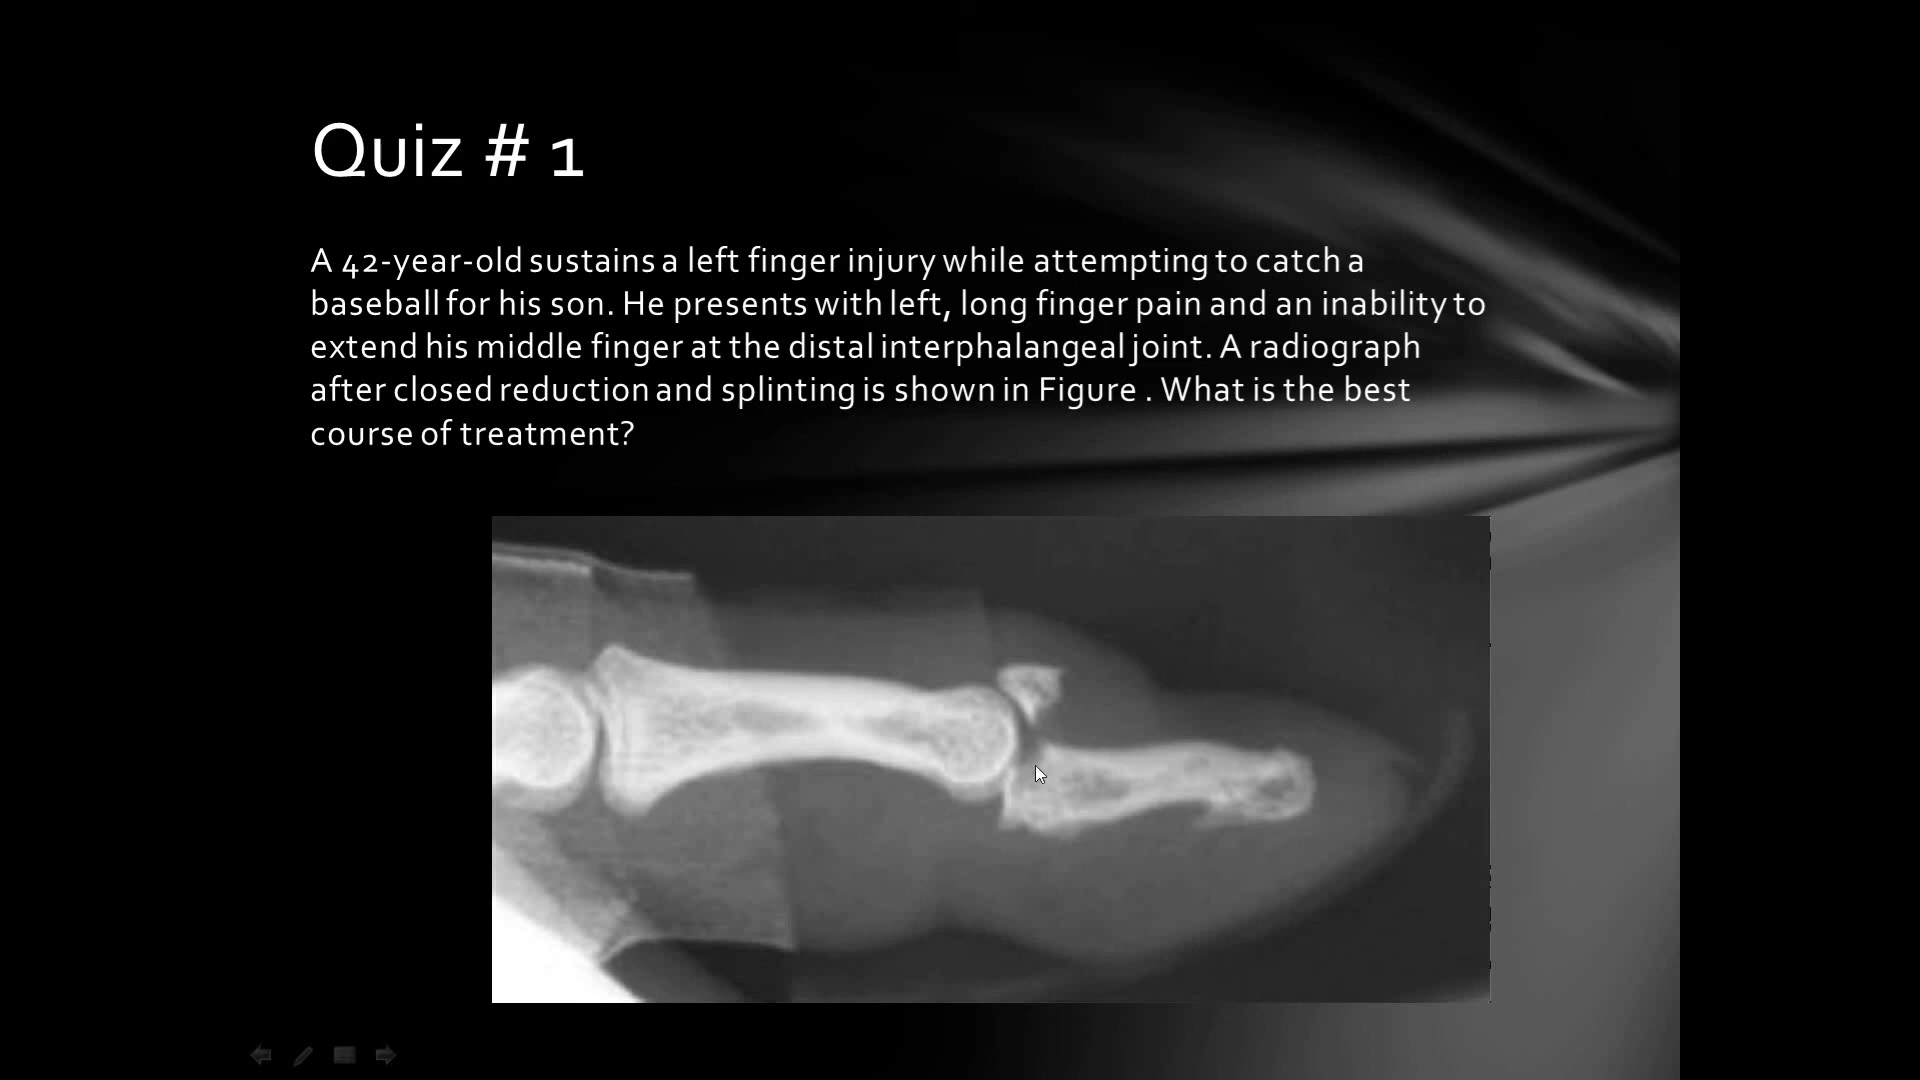 Quiz # 1
A 42-year-old sustains a left finger injury while attempting to catch a
baseball for his son. He presents with left, long finger pain and an inability to
extend his middle finger at the distal interphalangeal joint. A radiograph
after closed reduction and splinting is shown in Figure . What is the best
course of treatment?